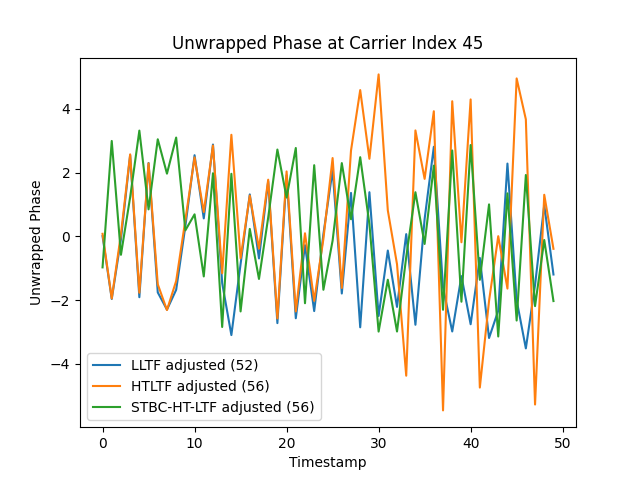 Unwrapped Phase at Carrier Index 45
4
2
0
−2
−4
Unwrapped Phase
LLTF adjusted (52)
HTLTF adjusted (56)
STBC-HT-LTF adjusted (56)
0 10 20 30 40 50
Timestamp